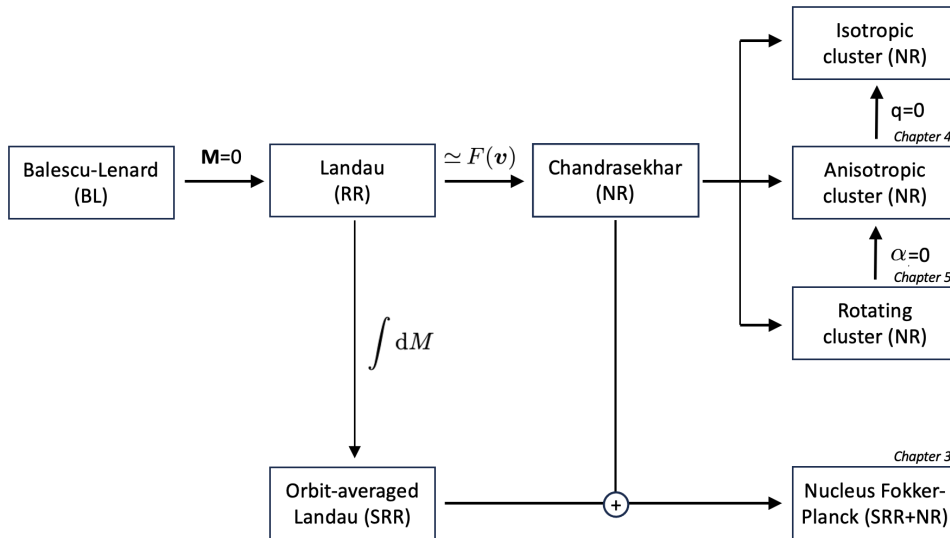 Isotropic
cluster (NR)
q=0
Chapter 4
Balescu-Lenard
(BL)
M=0
Landau
(RR)
≃ F(v)
Chandrasekhar
(NR)
Anisotropic
cluster (NR)
α=0
Chapter 5
Rotating
cluster (NR)
∫ dM
Chapter 3
Orbit-averaged
Landau (SRR)
+
Nucleus Fokker-
Planck (SRR+NR)